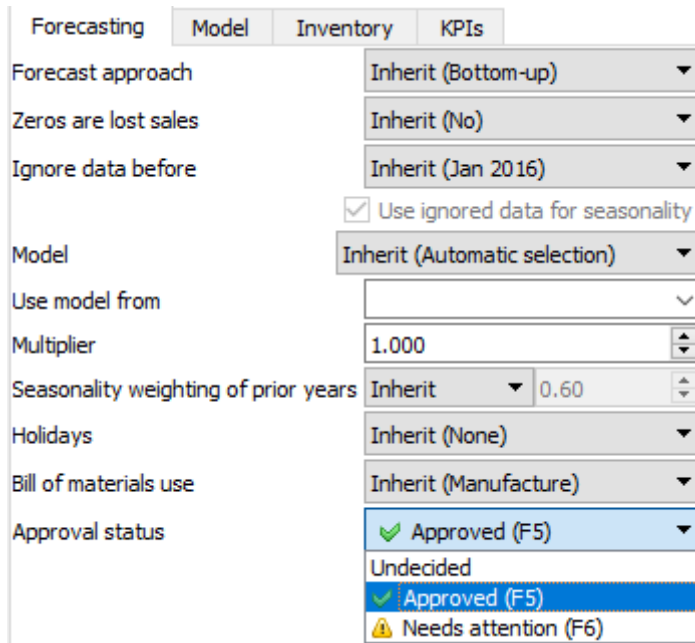 Forecasting Model Inventory KPIs
Forecast approach Inherit (Bottom-up)
Zeros are lost sales Inherit (No)
Ignore data before Inherit (Jan 2016)
Use ignored data for seasonality
Model Inherit (Automatic selection)
Use model from
Multiplier 1.000
Seasonality weighting of prior years Inherit 0.60
Holidays Inherit (None)
Bill of materials use Inherit (Manufacture)
Approval status Approved (F5)
Undecided
Approved (F5)
Needs attention (F6)